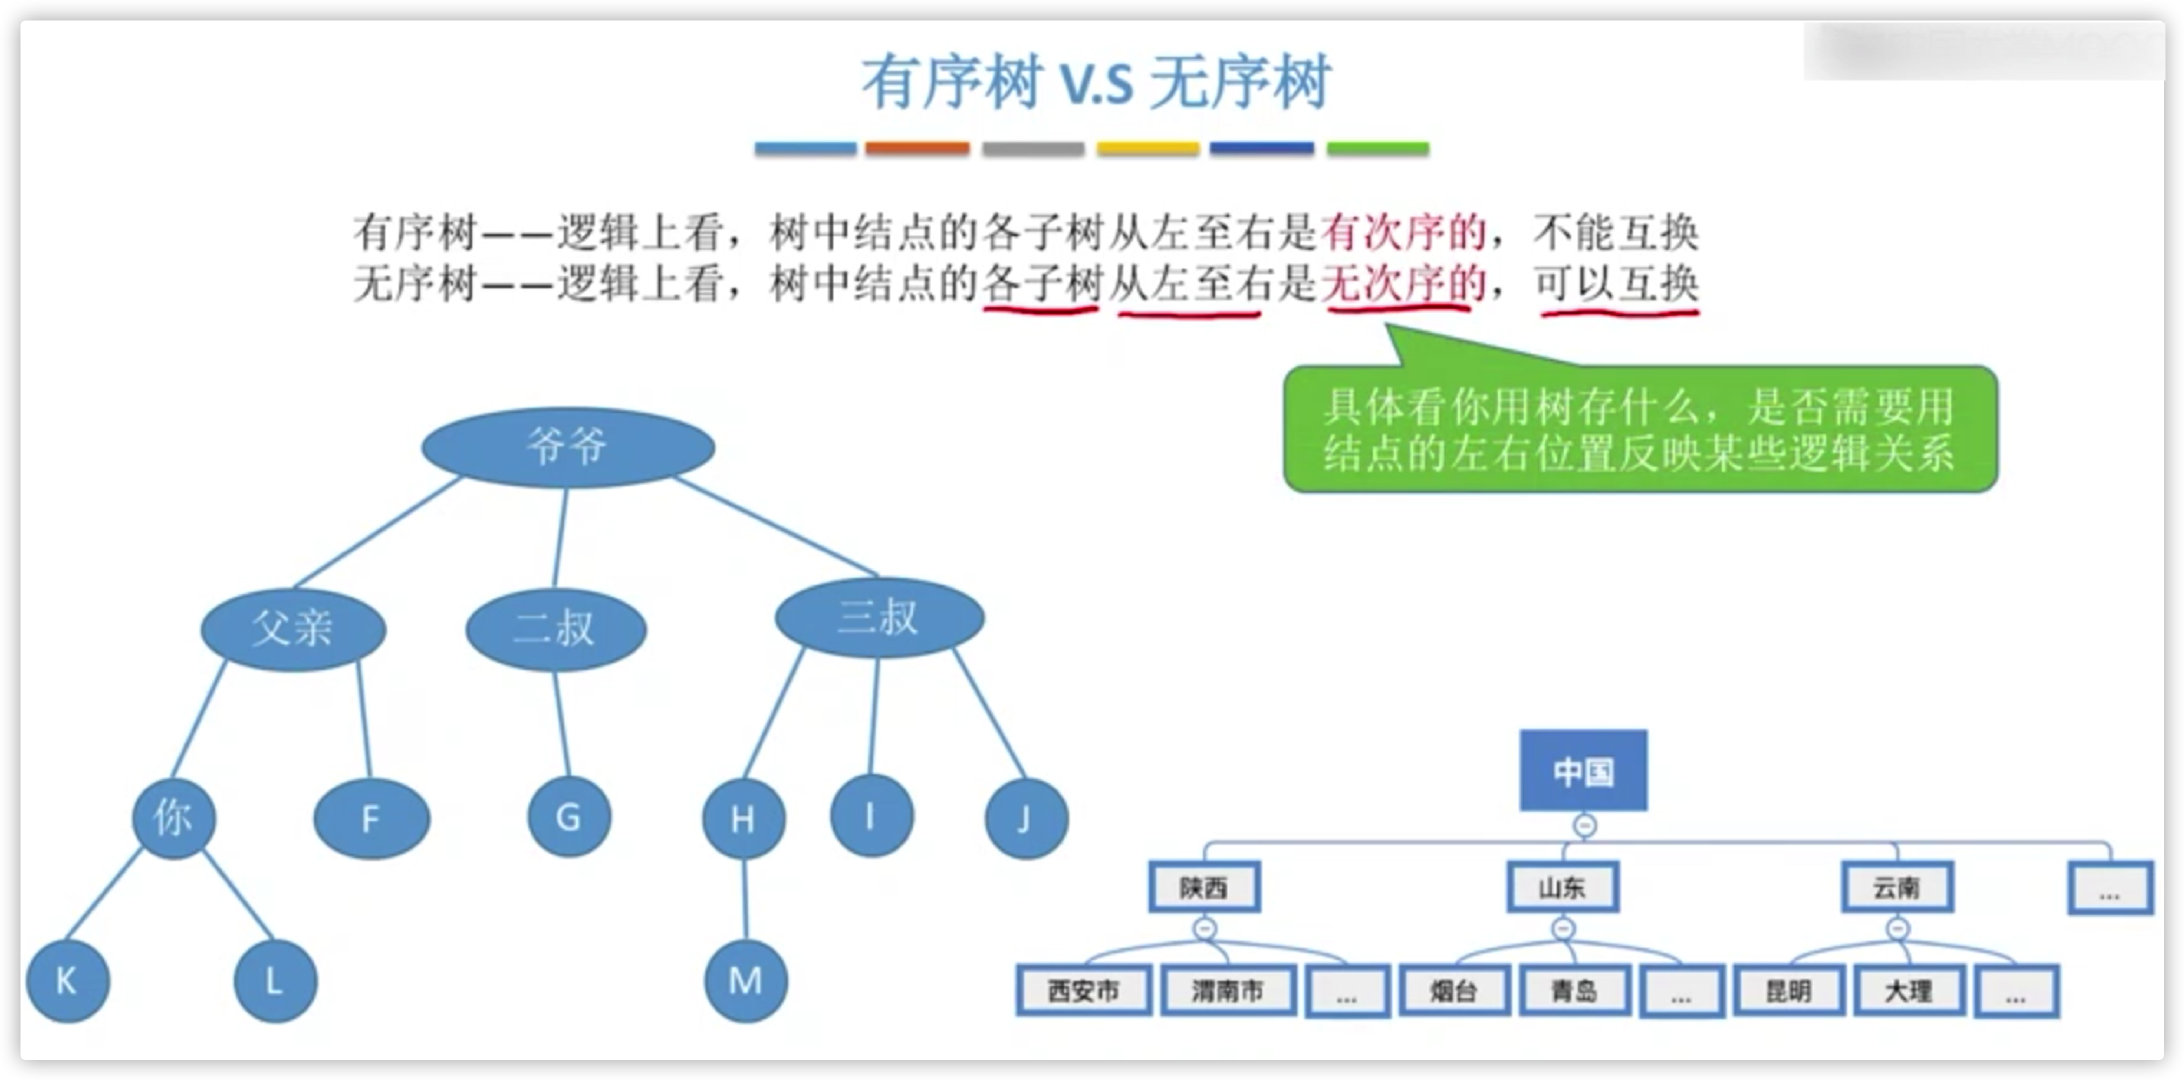 有序树 V.S 无序树
有序树——逻辑上看，树中结点的各子树从左至右是有次序的，不能互换
无序树——逻辑上看，树中结点的各子树从左至右是无次序的，可以互换
具体看你用树存什么，是否需要用
结点的左右位置反映某些逻辑关系
爷爷
父亲
二叔
三叔
你
F
G
H
I
J
K
L
M
中国
陕西
山东
云南
...
西安市
渭南市
...
烟台
青岛
...
昆明
大理
...